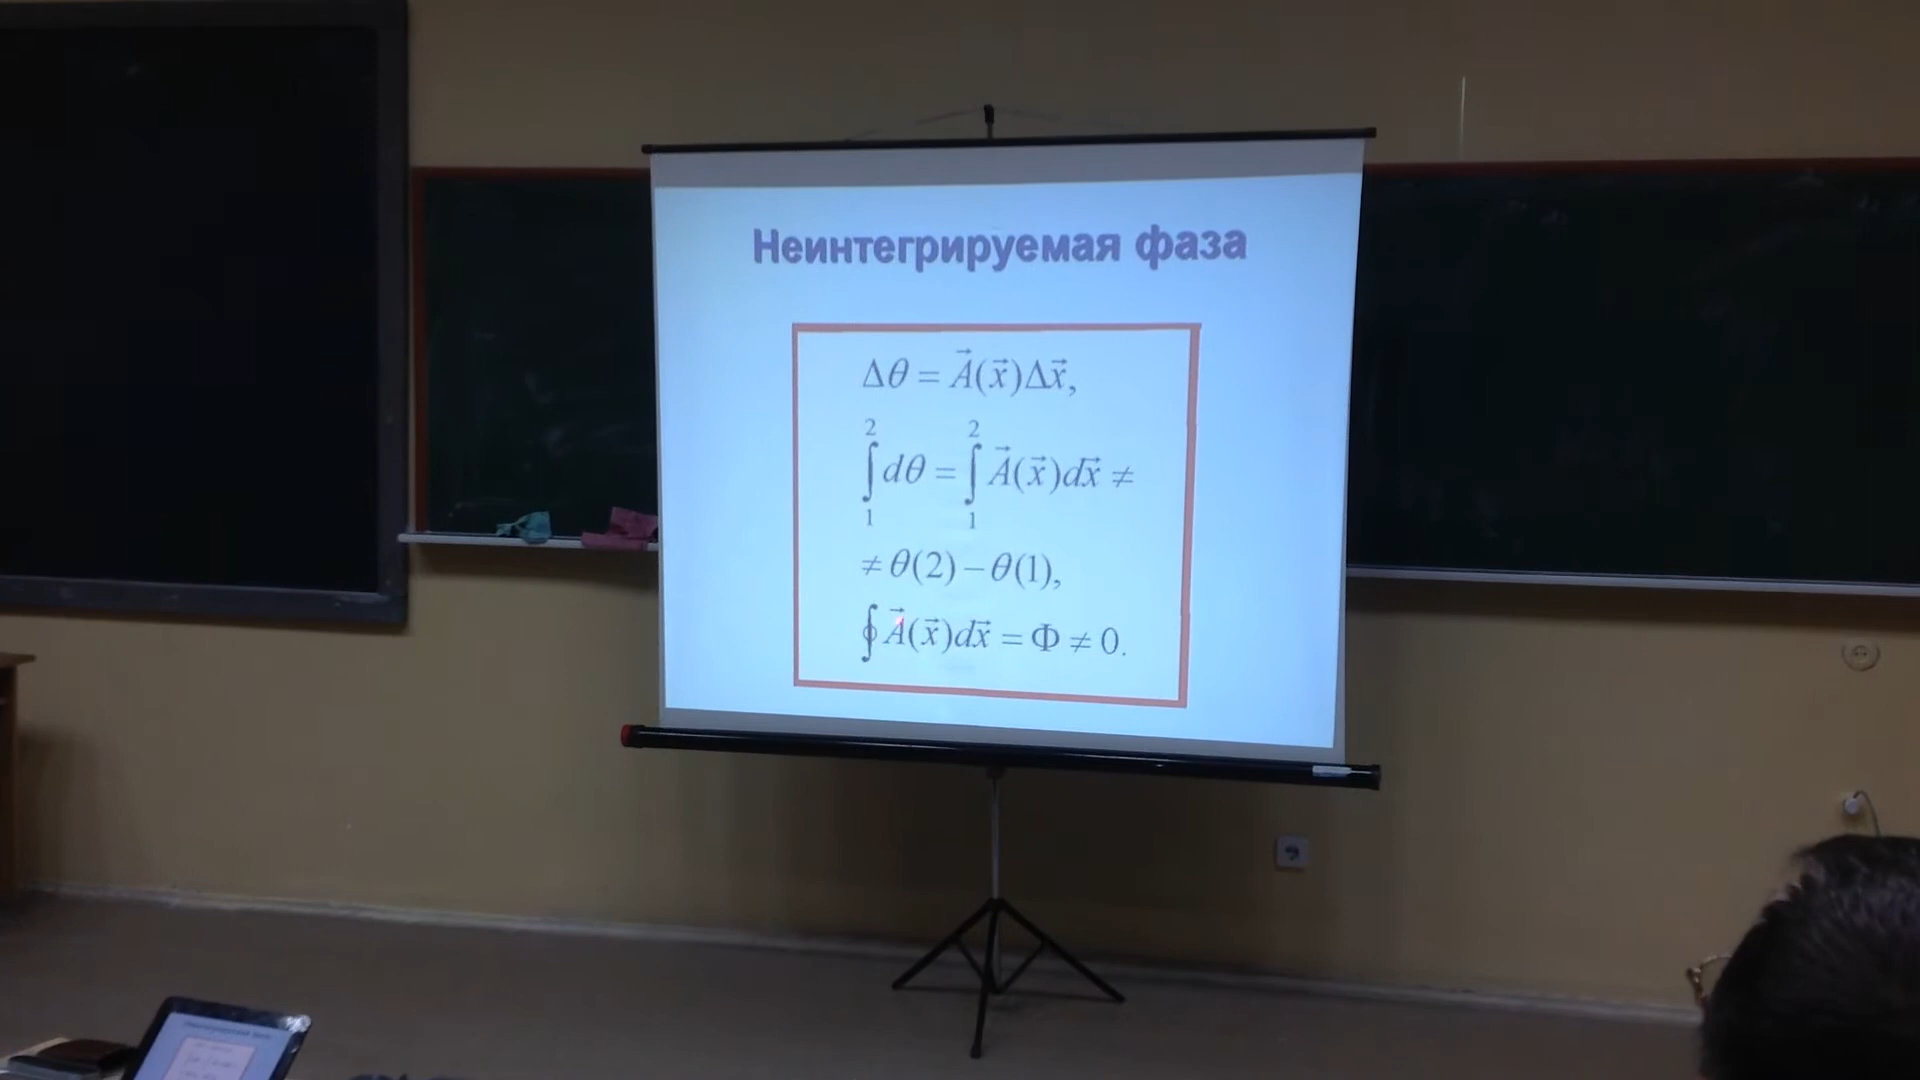 Неинтегрируемая фаза
Δθ = A⃗(x⃗)Δx⃗,
∫₁² dθ = ∫₁² A⃗(x⃗)dx⃗ ≠
≠ θ(2) – θ(1),
∮ A⃗(x⃗)dx⃗ = Φ ≠ 0.